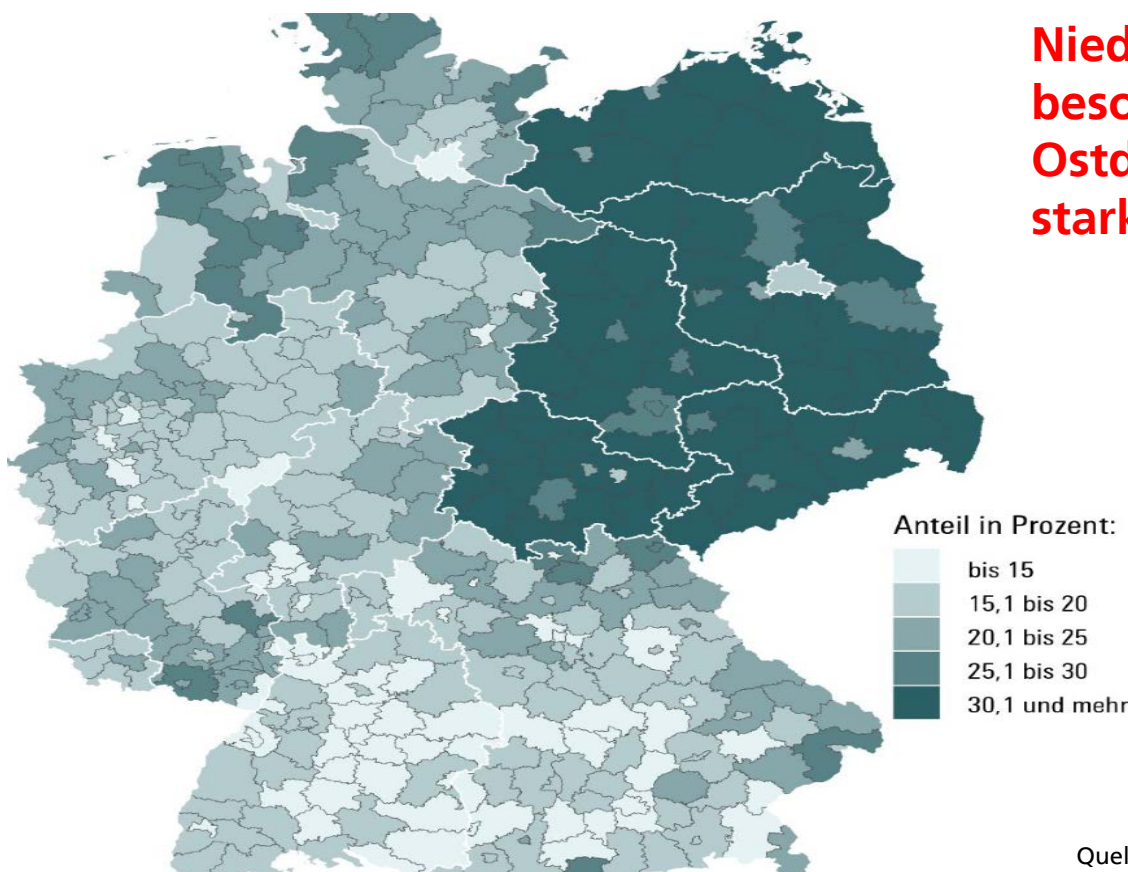 Nied
beso
Ostd
stark
Anteil in Prozent:
bis 15
15,1 bis 20
20,1 bis 25
25,1 bis 30
30,1 und mehr
Quel